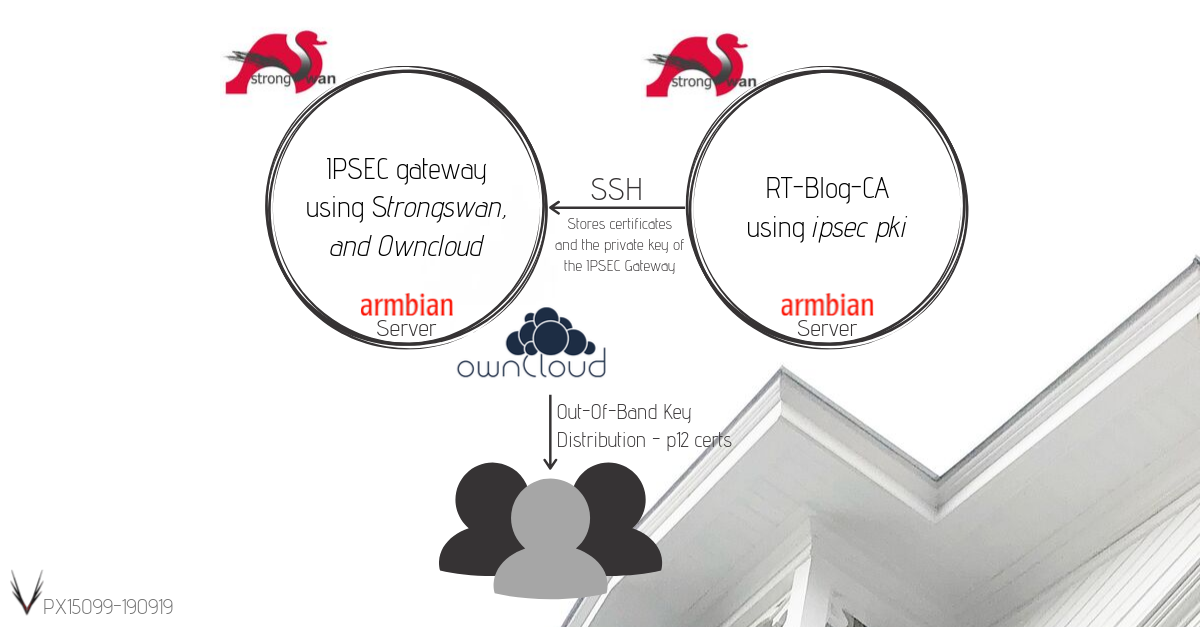 strongSwan
strongSwan
IPSEC gateway
using Strongswan,
and Owncloud
armbian
Server
SSH
Stores certificates
and the private key of
the IPSEC Gateway
RT-Blog-CA
using ipsec pki
armbian
Server
ownCloud
Out-Of-Band Key
Distribution - p12 certs
PX15099-190919